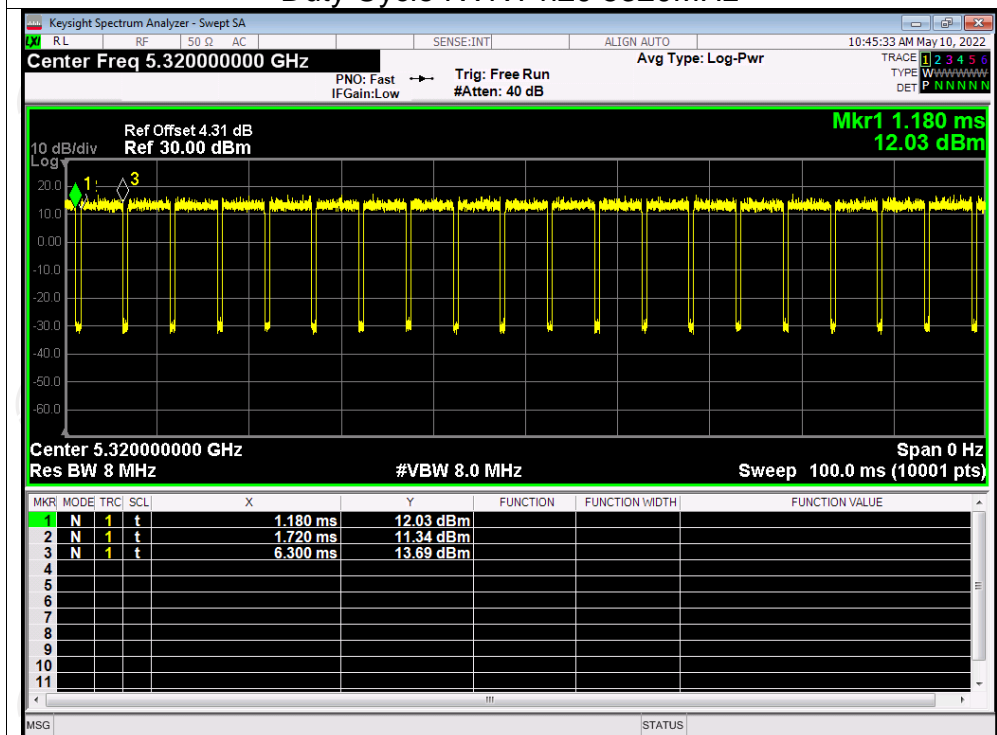 Keysight Spectrum Analyzer - Swept SA
LXI RL RF 50 Ω AC SENSE:INT ALIGN AUTO 10:45:33 AM May 10, 2022
Center Freq 5.320000000 GHz Avg Type: Log-Pwr TRACE 1 2 3 4 5 6
PNO: Fast Trig: Free Run TYPE WWWWWW
IFGain:Low #Atten: 40 dB DET P N N N N N
Mkr1 1.180 ms
Ref Offset 4.31 dB
10 dB/div Ref 30.00 dBm 12.03 dBm
Log
1 3
20.0
10.0
0.00
-10.0
-20.0
-30.0
-40.0
-50.0
-60.0
Center 5.320000000 GHz Span 0 Hz
Res BW 8 MHz #VBW 8.0 MHz Sweep 100.0 ms (10001 pts)
MKR MODE TRC SCL X Y FUNCTION FUNCTION WIDTH FUNCTION VALUE
1 N 1 t 1.180 ms 12.03 dBm
2 N 1 t 1.720 ms 11.34 dBm
3 N 1 t 6.300 ms 13.69 dBm
4
5
6
7
8
9
10
11
MSG STATUS